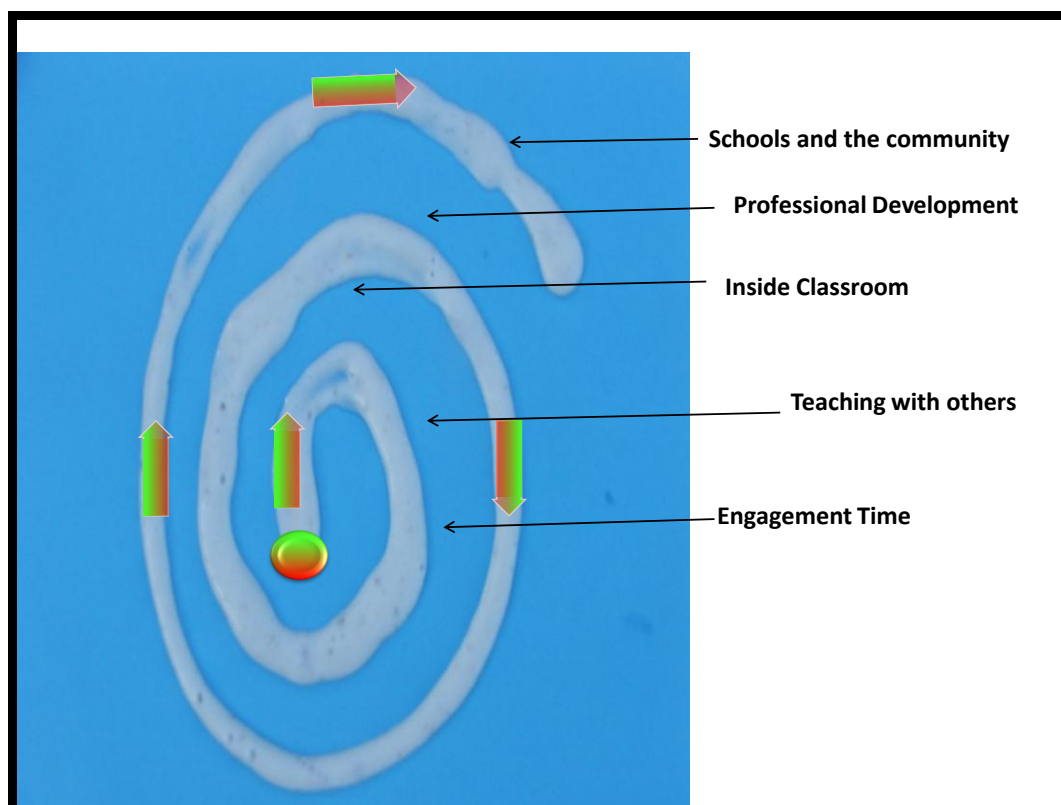 Schools and the community
Professional Development
Inside Classroom
Teaching with others
Engagement Time